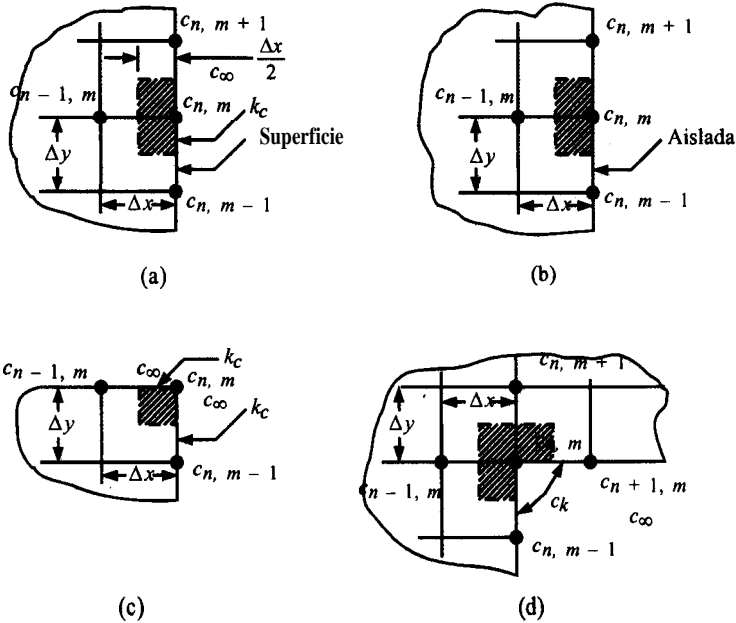 c_{n, m + 1}
Δx/2
c_∞
c_{n − 1, m}
c_{n, m}
k_c
Superficie
Δy
Δx
c_{n, m − 1}
(a)
c_{n, m + 1}
c_{n − 1, m}
c_{n, m}
Aislada
Δy
Δx
c_{n, m − 1}
(b)
k_c
c_{n − 1, m}
c_∞
c_{n, m}
c_∞
k_c
Δy
Δx
c_{n, m − 1}
(c)
c_{n, m + 1}
Δx
Δy
m
c_{n − 1, m}
c_k
c_{n + 1, m}
c_∞
c_{n, m − 1}
(d)